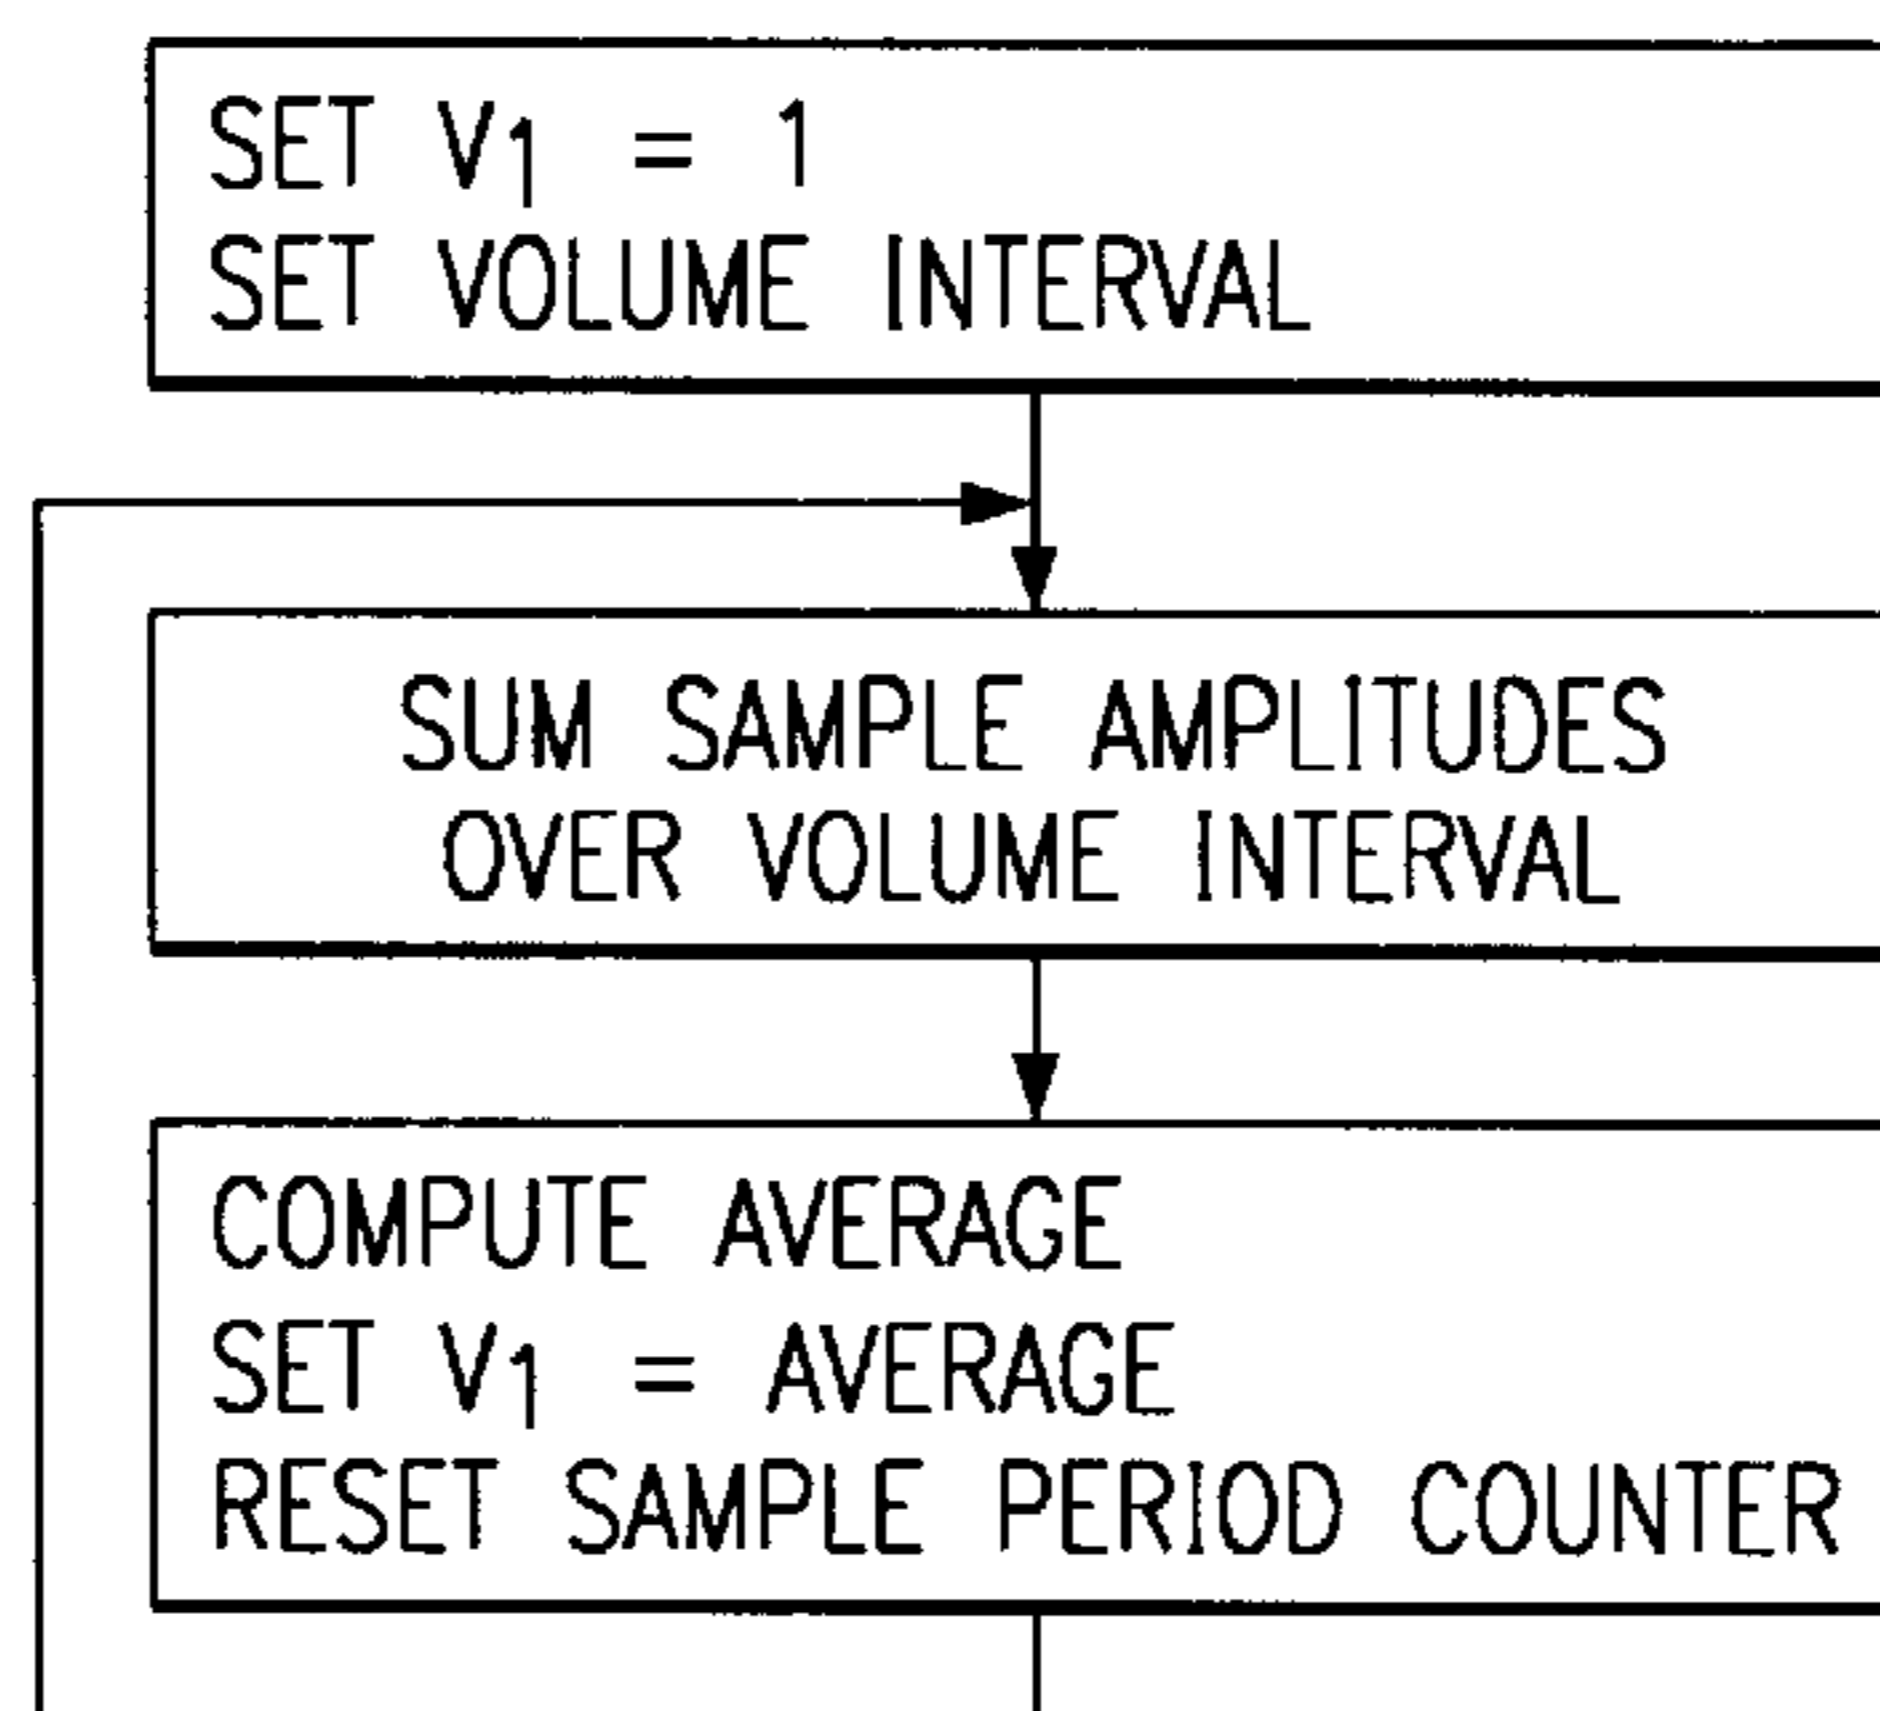 SET V1 = 1
SET VOLUME INTERVAL
SUM SAMPLE AMPLITUDES
OVER VOLUME INTERVAL
COMPUTE AVERAGE
SET V1 = AVERAGE
RESET SAMPLE PERIOD COUNTER